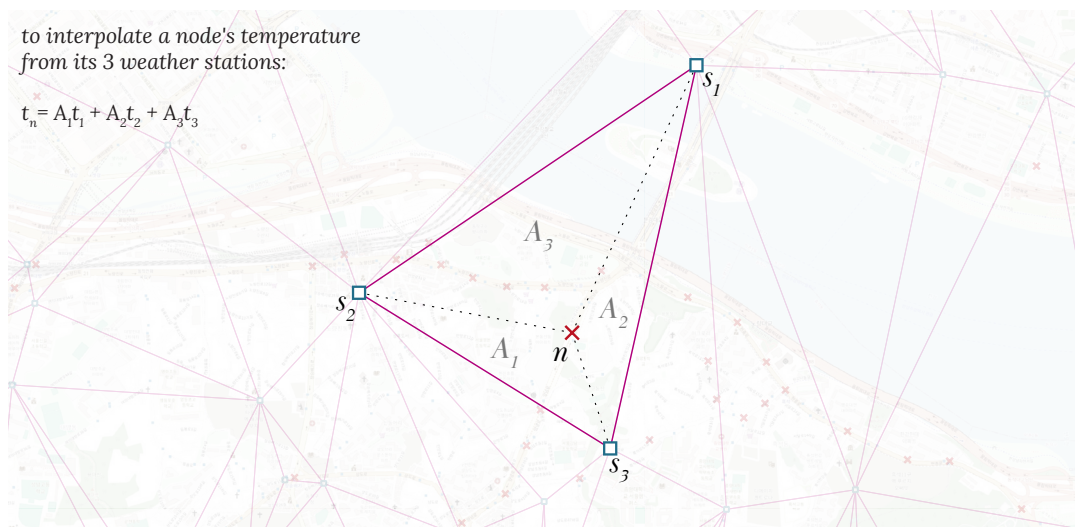 to interpolate a node's temperature
from its 3 weather stations:
tₙ= A₁t₁ + A₂t₂ + A₃t₃
s₁
A₃
s₂
A₂
A₁
n
s₃